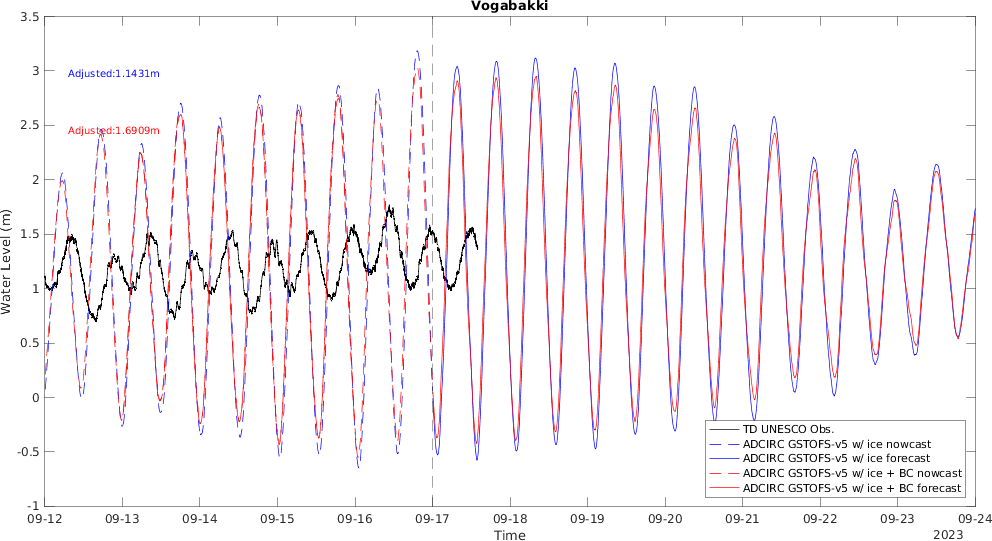 Vogabakki
3.5
3
2.5
2
1.5
1
0.5
0
-0.5
-1
Water Level (m)
Adjusted:1.1431m
Adjusted:1.6909m
TD UNESCO Obs.
ADCIRC GSTOFS-v5 w/ ice nowcast
ADCIRC GSTOFS-v5 w/ ice forecast
ADCIRC GSTOFS-v5 w/ ice + BC nowcast
ADCIRC GSTOFS-v5 w/ ice + BC forecast
09-12 09-13 09-14 09-15 09-16 09-17 09-18 09-19 09-20 09-21 09-22 09-23 09-24
Time
2023